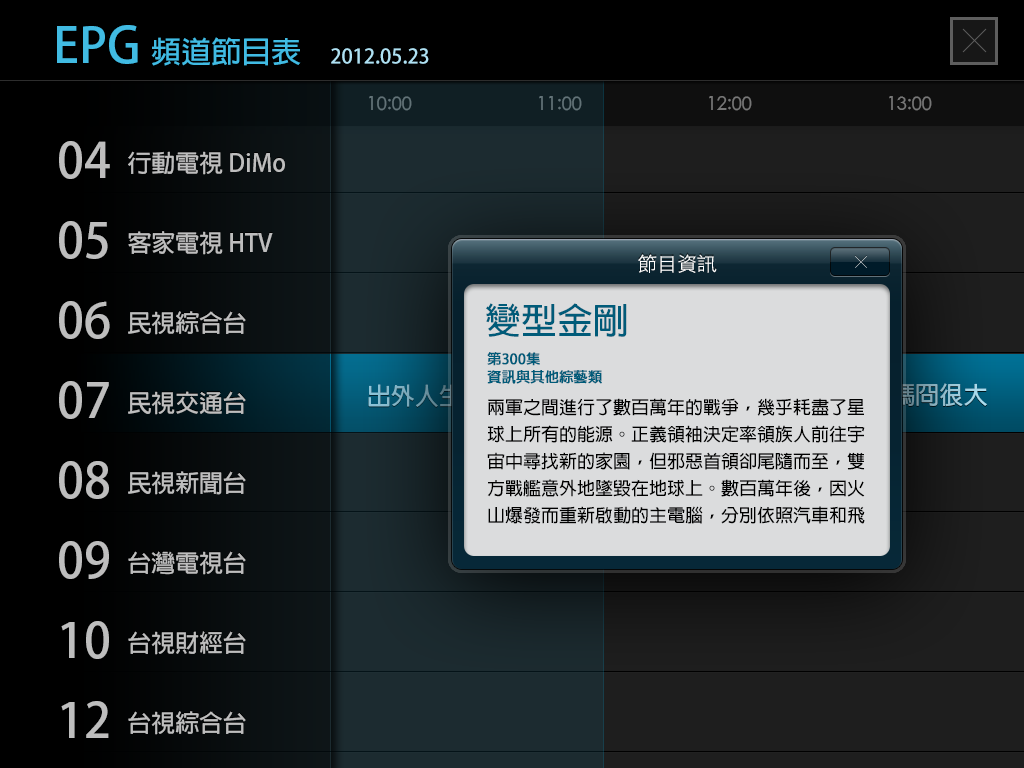 EPG 頻道節目表 2012.05.23
10:00 11:00 12:00 13:00
04 行動電視 DiMo
05 客家電視 HTV
06 民視綜合台
07 民視交通台
出外人生
很大
08 民視新聞台
09 台灣電視台
10 台視財經台
12 台視綜合台
節目資訊
變型金剛
第300集
資訊與其他綜藝類
兩軍之間進行了數百萬年的戰爭，幾乎耗盡了星
球上所有的能源。正義領袖決定率領族人前往宇
宙中尋找新的家園，但邪惡首領卻尾隨而至，雙
方戰艦意外地墜毀在地球上。數百萬年後，因火
山爆發而重新啟動的主電腦，分別依照汽車和飛